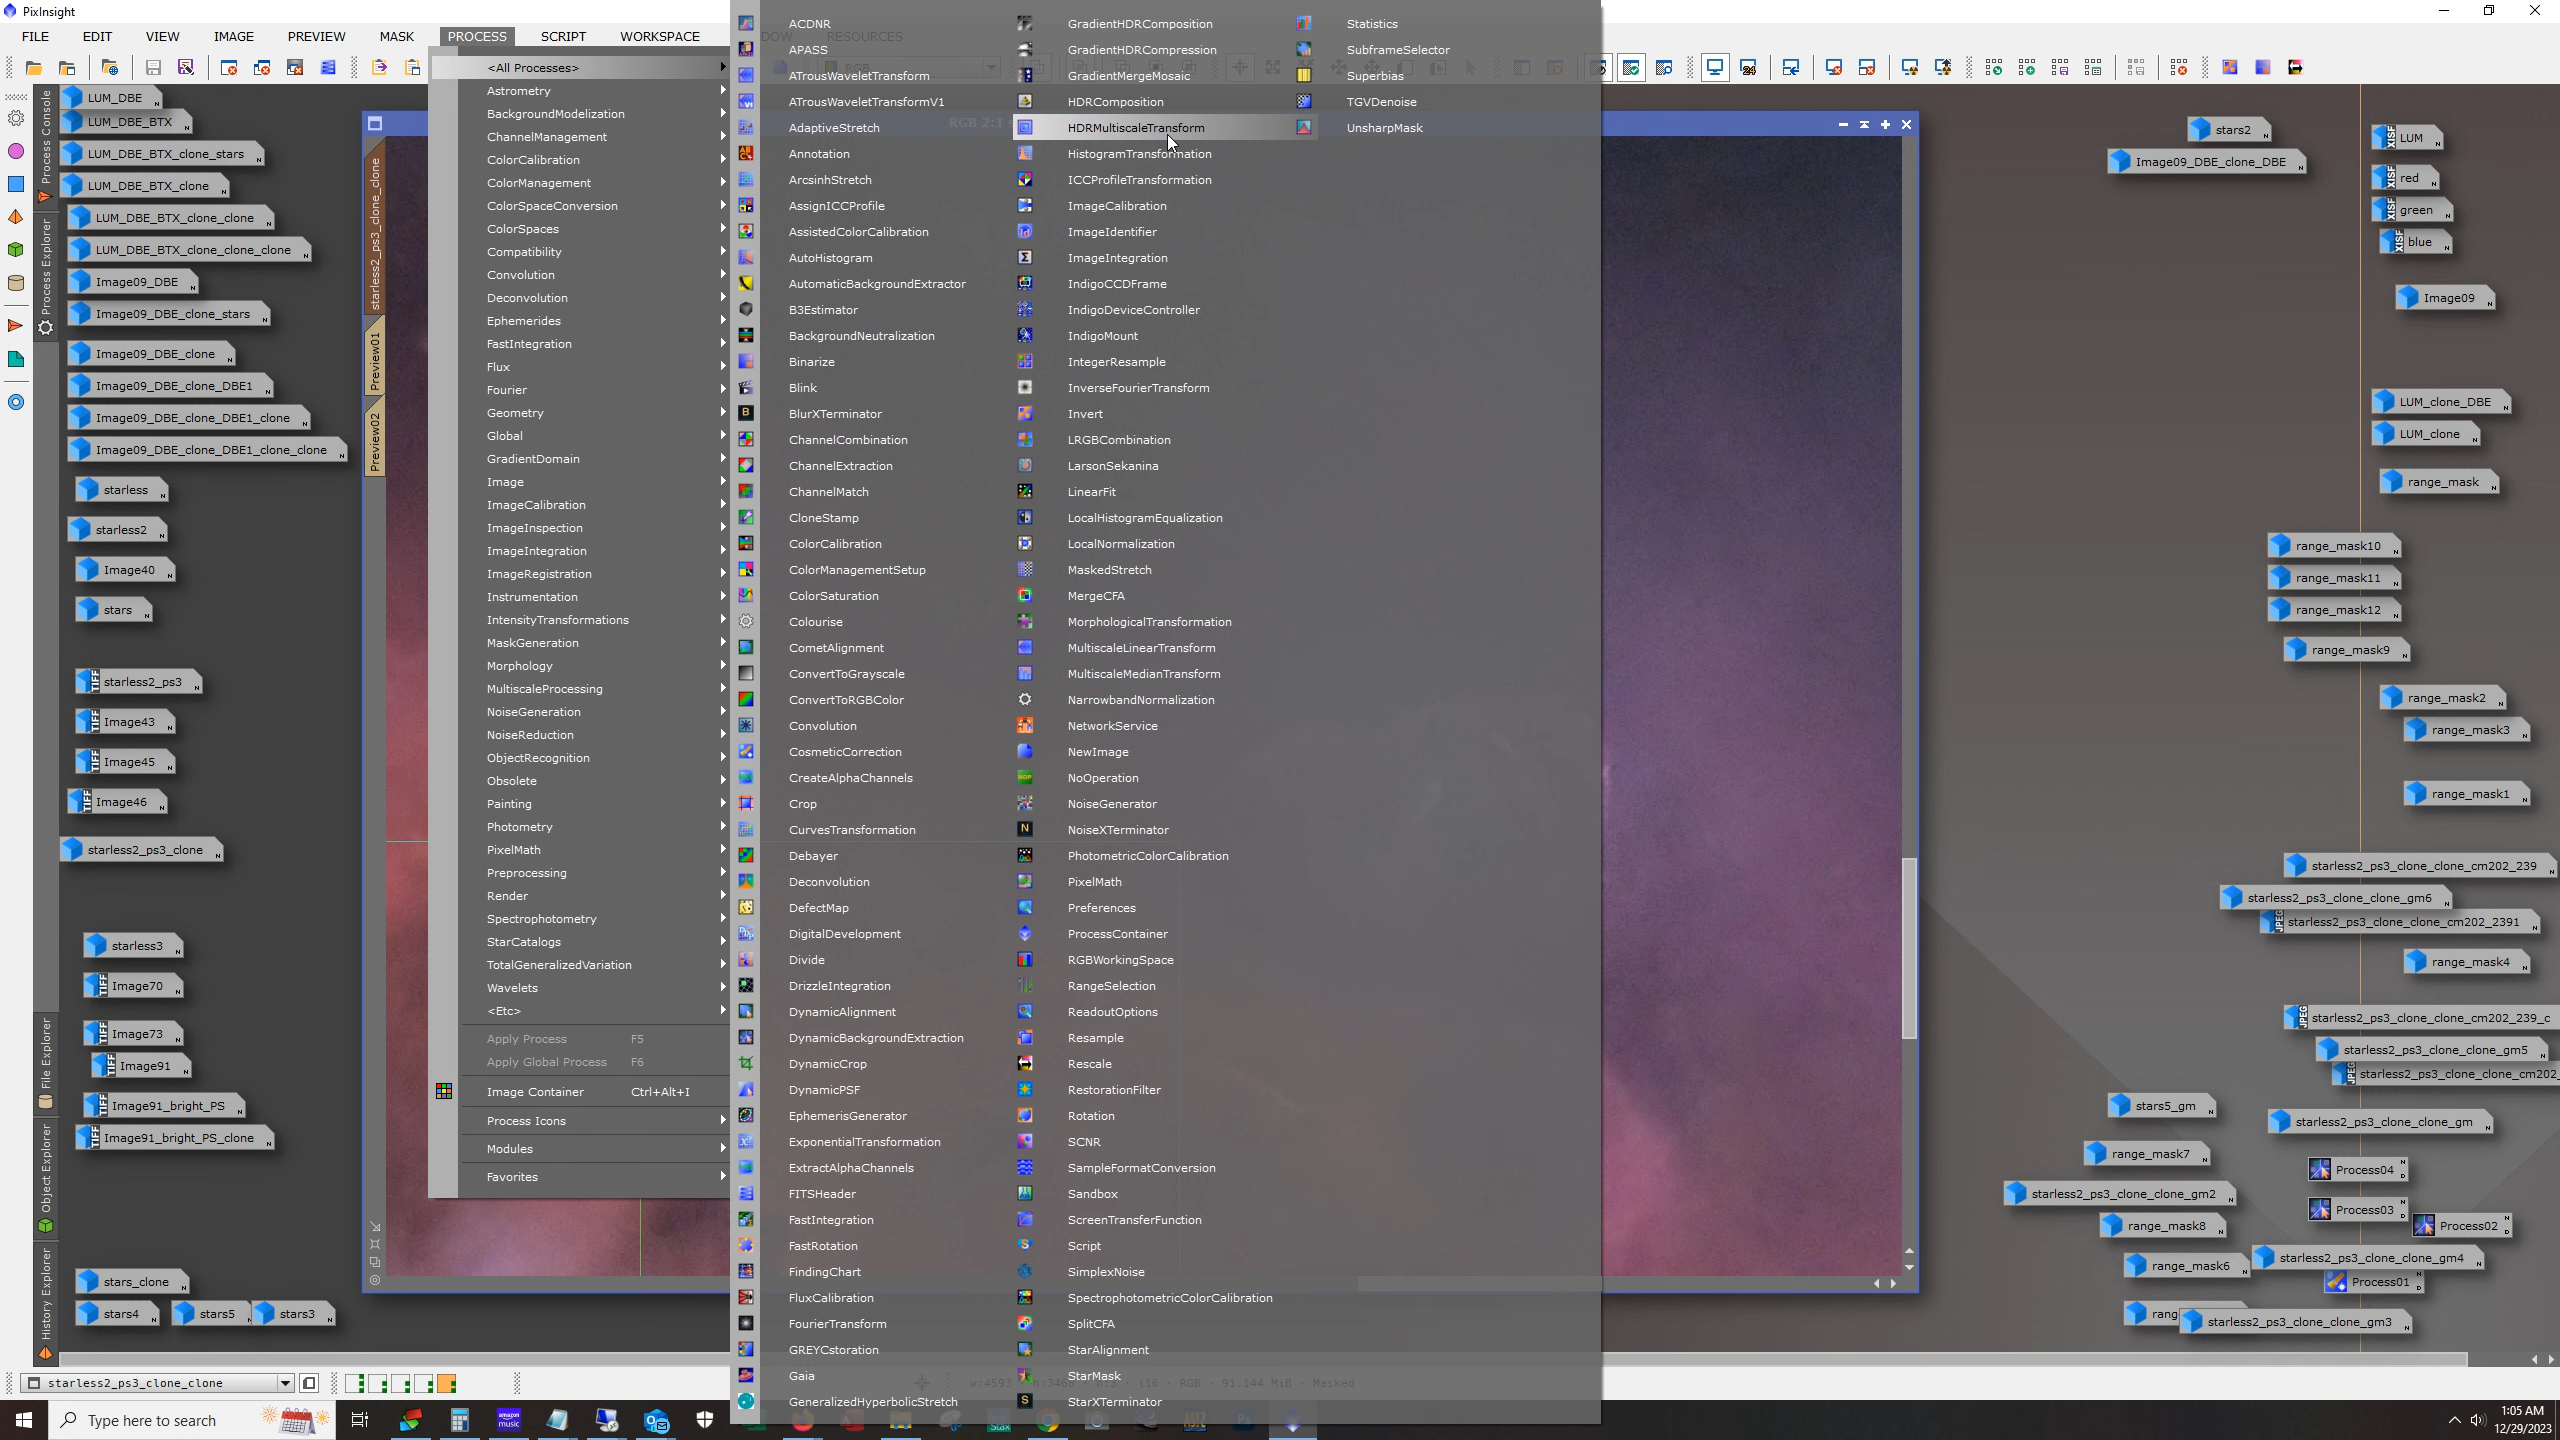 PixInsight
FILE EDIT VIEW IMAGE PREVIEW MASK PROCESS SCRIPT WORKSPACE RESOURCES
<All Processes>
Astrometry
BackgroundModelization
ChannelManagement
ColorCalibration
ColorManagement
ColorSpaceConversion
ColorSpaces
Compatibility
Convolution
Deconvolution
Ephemerides
FastIntegration
Flux
Fourier
Geometry
Global
GradientDomain
Image
ImageCalibration
ImageInspection
ImageIntegration
ImageRegistration
Instrumentation
IntensityTransformations
MaskGeneration
Morphology
MultiscaleProcessing
NoiseGeneration
NoiseReduction
ObjectRecognition
Obsolete
Painting
Photometry
PixelMath
Preprocessing
Render
Spectrophotometry
StarCatalogs
TotalGeneralizedVariation
Wavelets
<Etc>
Apply Process F5
Apply Global Process F6
Image Container Ctrl+Alt+I
Process Icons
Modules
Favorites
ACDNR
APASS
ATrousWaveletTransform
ATrousWaveletTransformV1
AdaptiveStretch
Annotation
ArcsinhStretch
AssignICCProfile
AssistedColorCalibration
AutoHistogram
AutomaticBackgroundExtractor
B3Estimator
BackgroundNeutralization
Binarize
Blink
BlurXTerminator
ChannelCombination
ChannelExtraction
ChannelMatch
CloneStamp
ColorCalibration
ColorManagementSetup
ColorSaturation
Colourise
CometAlignment
ConvertToGrayscale
ConvertToRGBColor
Convolution
CosmeticCorrection
CreateAlphaChannels
Crop
CurvesTransformation
Debayer
Deconvolution
DefectMap
DigitalDevelopment
Divide
DrizzleIntegration
DynamicAlignment
DynamicBackgroundExtraction
DynamicCrop
DynamicPSF
EphemerisGenerator
ExponentialTransformation
ExtractAlphaChannels
FITSHeader
FastIntegration
FastRotation
FindingChart
FluxCalibration
FourierTransform
GREYCstoration
Gaia
GeneralizedHyperbolicStretch
GradientHDRComposition
GradientHDRCompression
GradientMergeMosaic
HDRComposition
HDRMultiscaleTransform
HistogramTransformation
ICCProfileTransformation
ImageCalibration
ImageIdentifier
ImageIntegration
IndigoCCDFrame
IndigoDeviceController
IndigoMount
IntegerResample
InverseFourierTransform
Invert
LRGBCombination
LarsonSekanina
LinearFit
LocalHistogramEqualization
LocalNormalization
MaskedStretch
MergeCFA
MorphologicalTransformation
MultiscaleLinearTransform
MultiscaleMedianTransform
NarrowbandNormalization
NetworkService
NewImage
NoOperation
NoiseGenerator
NoiseXTerminator
PhotometricColorCalibration
PixelMath
Preferences
ProcessContainer
RGBWorkingSpace
RangeSelection
ReadoutOptions
Resample
Rescale
RestorationFilter
Rotation
SCNR
SampleFormatConversion
Sandbox
ScreenTransferFunction
Script
SimplexNoise
SpectrophotometricColorCalibration
SplitCFA
StarAlignment
StarMask
StarXTerminator
Statistics
SubframeSelector
Superbias
TGVDenoise
UnsharpMask
RGB 2:1
Process Console
Process Explorer
File Explorer
Object Explorer
History Explorer
LUM_DBE
LUM_DBE_BTX
LUM_DBE_BTX_clone_stars
LUM_DBE_BTX_clone
LUM_DBE_BTX_clone_clone
LUM_DBE_BTX_clone_clone_clone
Image09_DBE
Image09_DBE_clone_stars
Image09_DBE_clone
Image09_DBE_clone_DBE1
Image09_DBE_clone_DBE1_clone
Image09_DBE_clone_DBE1_clone_clone
starless
starless2
Image40
stars
starless2_ps3
Image43
Image45
Image46
starless2_ps3_clone
starless3
Image70
Image73
Image91
Image91_bright_PS
Image91_bright_PS_clone
stars_clone
stars4 stars5 stars3
starless2_ps3_clone_clone
Preview01
Preview02
stars2
Image09_DBE_clone_DBE
LUM
red
green
blue
Image09
LUM_clone_DBE
LUM_clone
range_mask
range_mask10
range_mask11
range_mask12
range_mask9
range_mask2
range_mask3
range_mask1
starless2_ps3_clone_clone_cm202_239
starless2_ps3_clone_clone_gm6
starless2_ps3_clone_clone_cm202_2391
range_mask4
starless2_ps3_clone_clone_cm202_239_c
starless2_ps3_clone_clone_gm5
starless2_ps3_clone_clone_cm202_
stars5_gm
starless2_ps3_clone_clone_gm
range_mask7
Process04
starless2_ps3_clone_clone_gm2
Process03
range_mask8
Process02
starless2_ps3_clone_clone_gm4
range_mask6
Process01
rang
starless2_ps3_clone_clone_gm3
starless2_ps3_clone_clone
RGB · 91.144 MiB · Masked
Type here to search
1:05 AM
12/29/2023